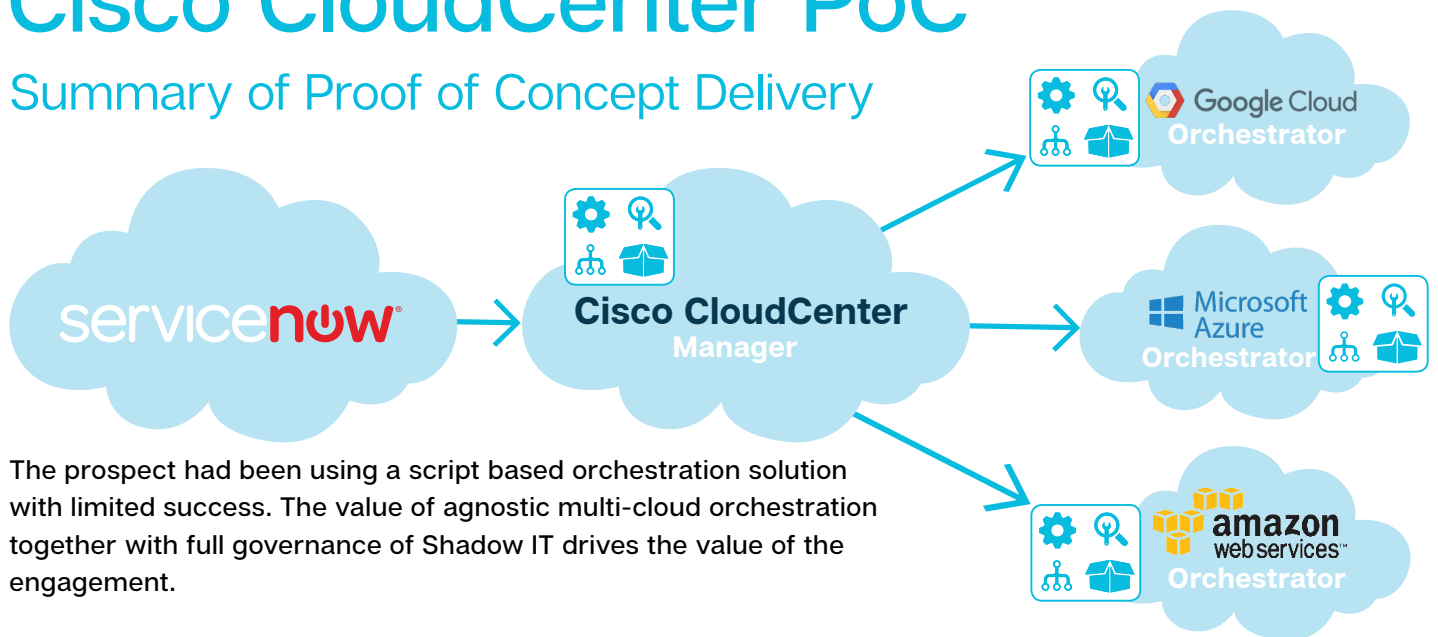 Cisco CloudCenter PoC
Summary of Proof of Concept Delivery
Google Cloud
Orchestrator
servicenow®
Cisco CloudCenter
Manager
Microsoft
Azure
Orchestrator
The prospect had been using a script based orchestration solution
with limited success. The value of agnostic multi-cloud orchestration
together with full governance of Shadow IT drives the value of the
engagement.
amazon
web services™
Orchestrator